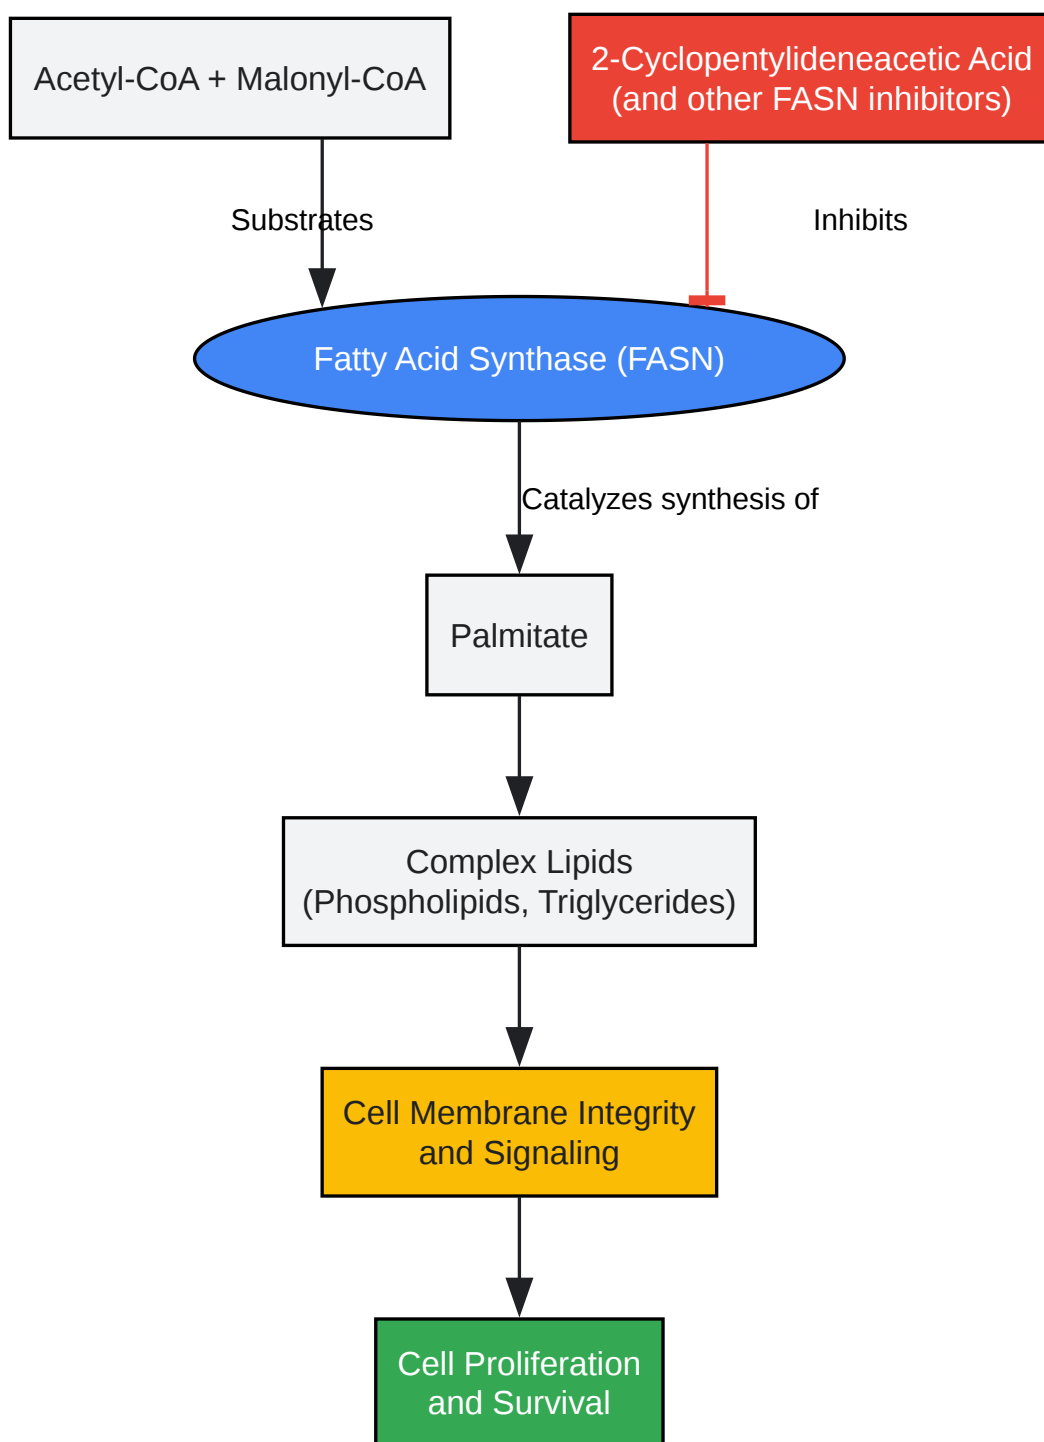 Acetyl-CoA + Malonyl-CoA
2-Cyclopentylideneacetic Acid
(and other FASN inhibitors)
Substrates
Inhibits
Fatty Acid Synthase (FASN)
Catalyzes synthesis of
Palmitate
Complex Lipids
(Phospholipids, Triglycerides)
Cell Membrane Integrity
and Signaling
Cell Proliferation
and Survival